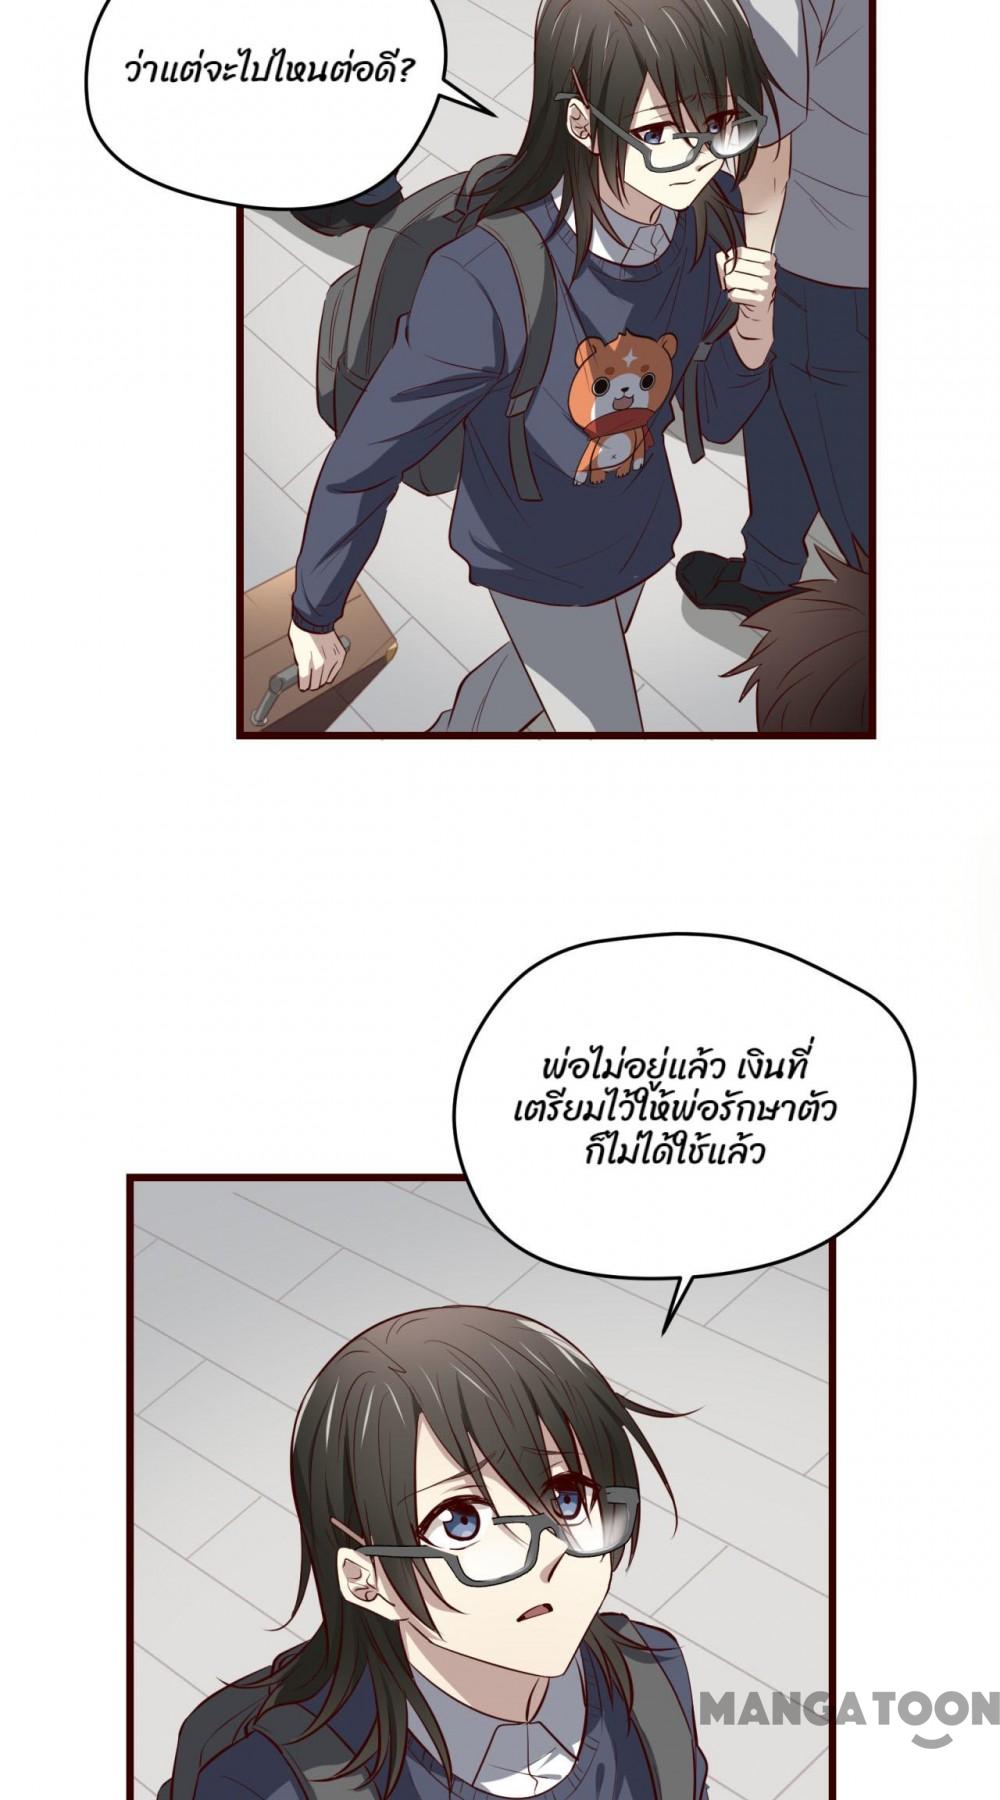 ว่าแต่จะไปไหนต่อดี?
พ่อไม่อยู่แล้ว เงินที่
เตรียมไว้ให้พ่อรักษาตัว
ก็ไม่ได้ใช้แล้ว
MANGATOON